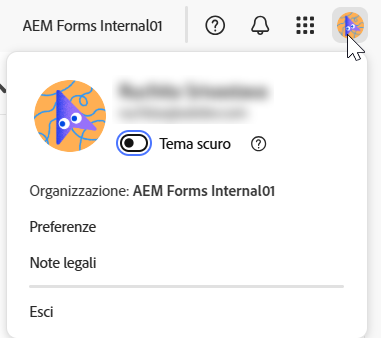 AEM Forms Internal01
Tema scuro
Organizzazione: AEM Forms Internal01
Preferenze
Note legali
Esci